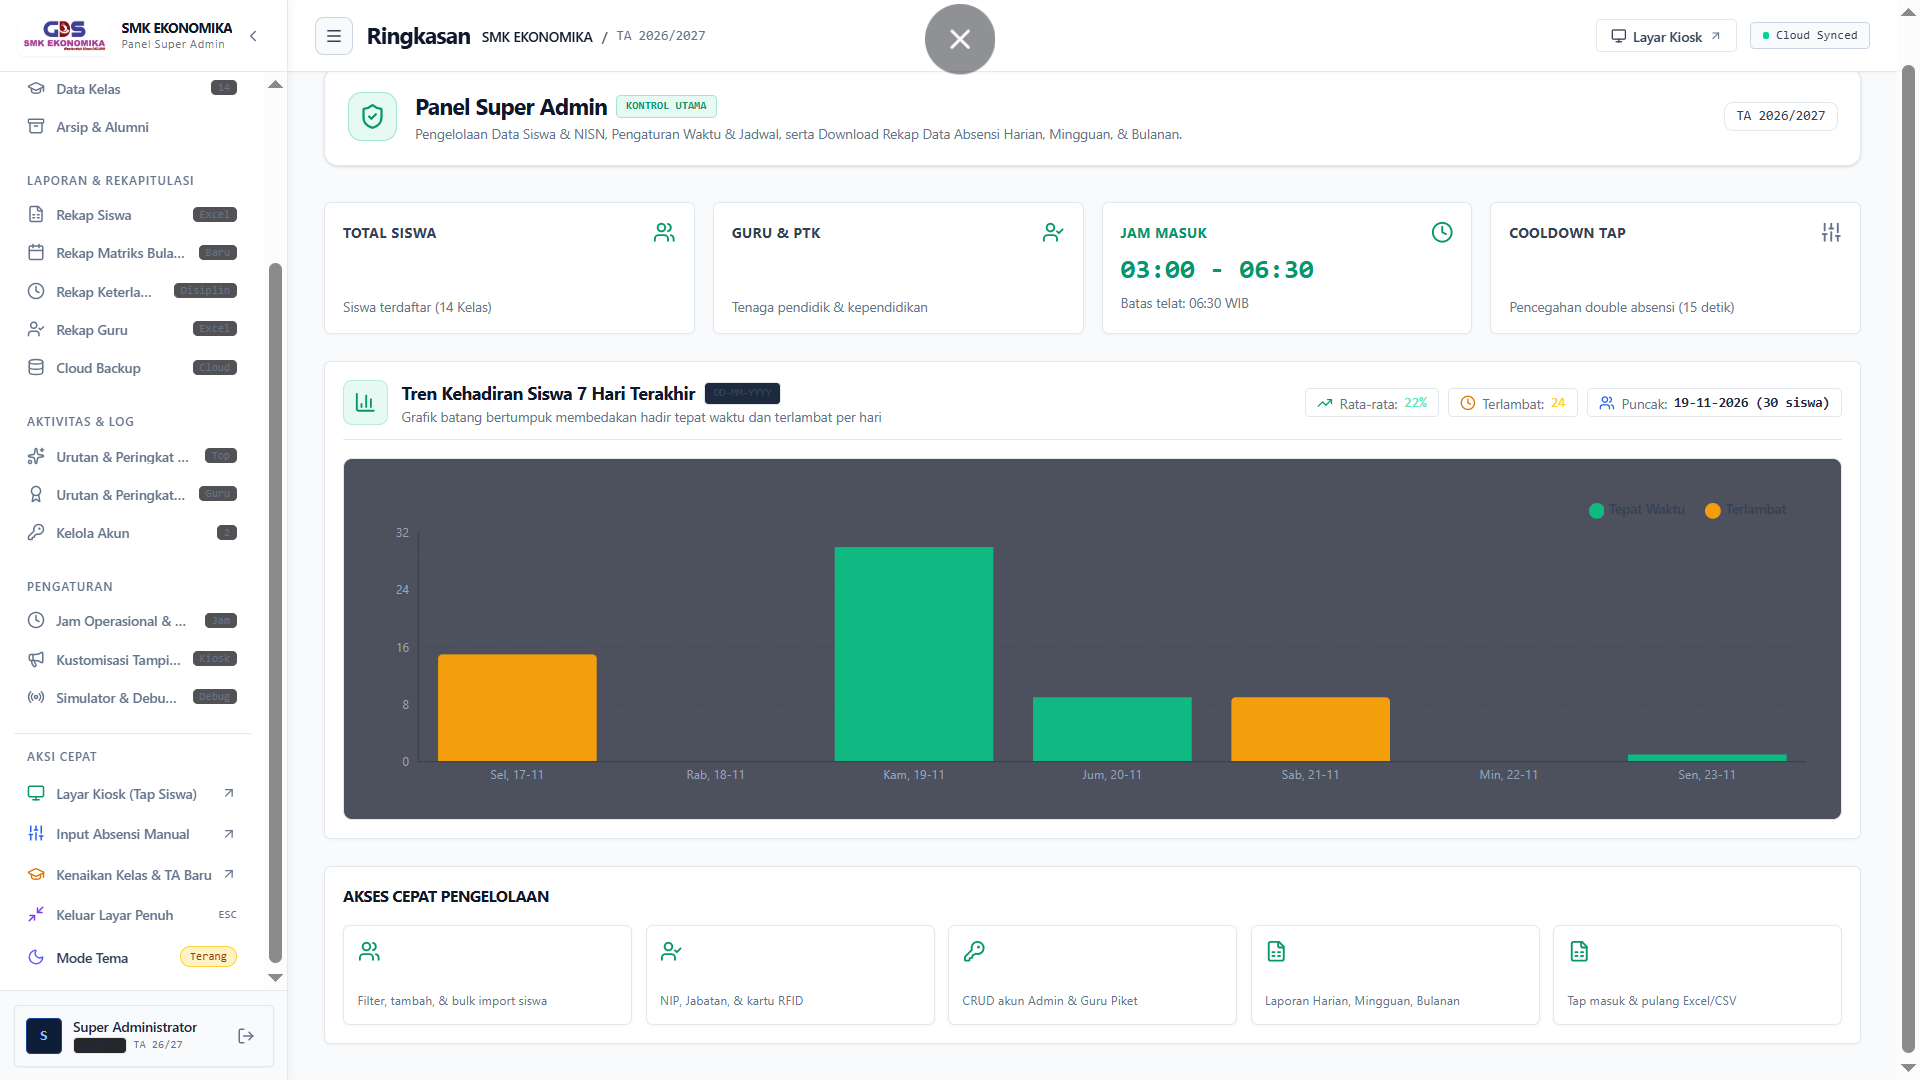 GDS
SMK EKONOMIKA
SMK EKONOMIKA
Panel Super Admin
Data Kelas 14
Arsip & Alumni
LAPORAN & REKAPITULASI
Rekap Siswa Excel
Rekap Matriks Bula... Baru
Rekap Keterla... Disiplin
Rekap Guru Excel
Cloud Backup Cloud
AKTIVITAS & LOG
Urutan & Peringkat ... Top
Urutan & Peringkat... Guru
Kelola Akun 2
PENGATURAN
Jam Operasional & ... Jam
Kustomisasi Tampi... Kiosk
Simulator & Debu... Debug
AKSI CEPAT
Layar Kiosk (Tap Siswa)
Input Absensi Manual
Kenaikan Kelas & TA Baru
Keluar Layar Penuh ESC
Mode Tema Terang
S
Super Administrator
TA 26/27
Ringkasan SMK EKONOMIKA / TA 2026/2027
Layar Kiosk
Cloud Synced
Panel Super Admin KONTROL UTAMA
Pengelolaan Data Siswa & NISN, Pengaturan Waktu & Jadwal, serta Download Rekap Data Absensi Harian, Mingguan, & Bulanan.
TA 2026/2027
TOTAL SISWA
Siswa terdaftar (14 Kelas)
GURU & PTK
Tenaga pendidik & kependidikan
JAM MASUK
03:00 - 06:30
Batas telat: 06:30 WIB
COOLDOWN TAP
Pencegahan double absensi (15 detik)
Tren Kehadiran Siswa 7 Hari Terakhir DD-MM-YYYY
Grafik batang bertumpuk membedakan hadir tepat waktu dan terlambat per hari
Rata-rata: 22%
Terlambat: 24
Puncak: 19-11-2026 (30 siswa)
Tepat Waktu Terlambat
32
24
16
8
0
Sel, 17-11 Rab, 18-11 Kam, 19-11 Jum, 20-11 Sab, 21-11 Min, 22-11 Sen, 23-11
AKSES CEPAT PENGELOLAAN
Filter, tambah, & bulk import siswa
NIP, Jabatan, & kartu RFID
CRUD akun Admin & Guru Piket
Laporan Harian, Mingguan, Bulanan
Tap masuk & pulang Excel/CSV